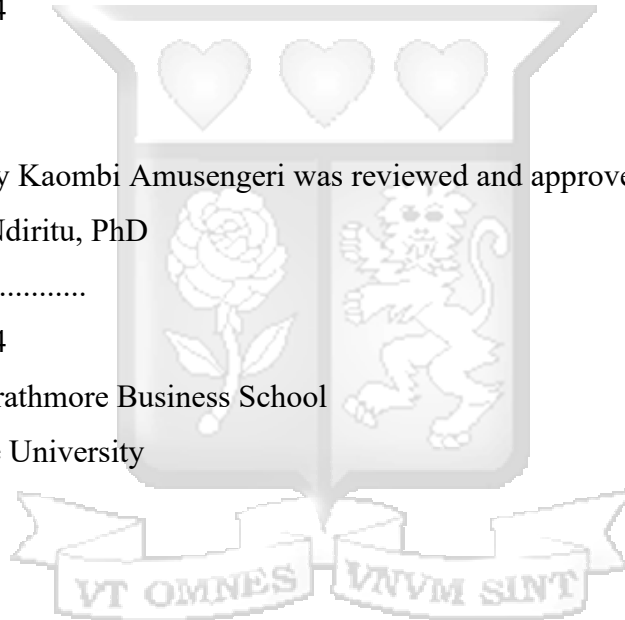 4
y Kaombi Amusengeri was reviewed and approve
Ndiritu, PhD
...........
4
rathmore Business School
University
VT OMNES VNVM SINT